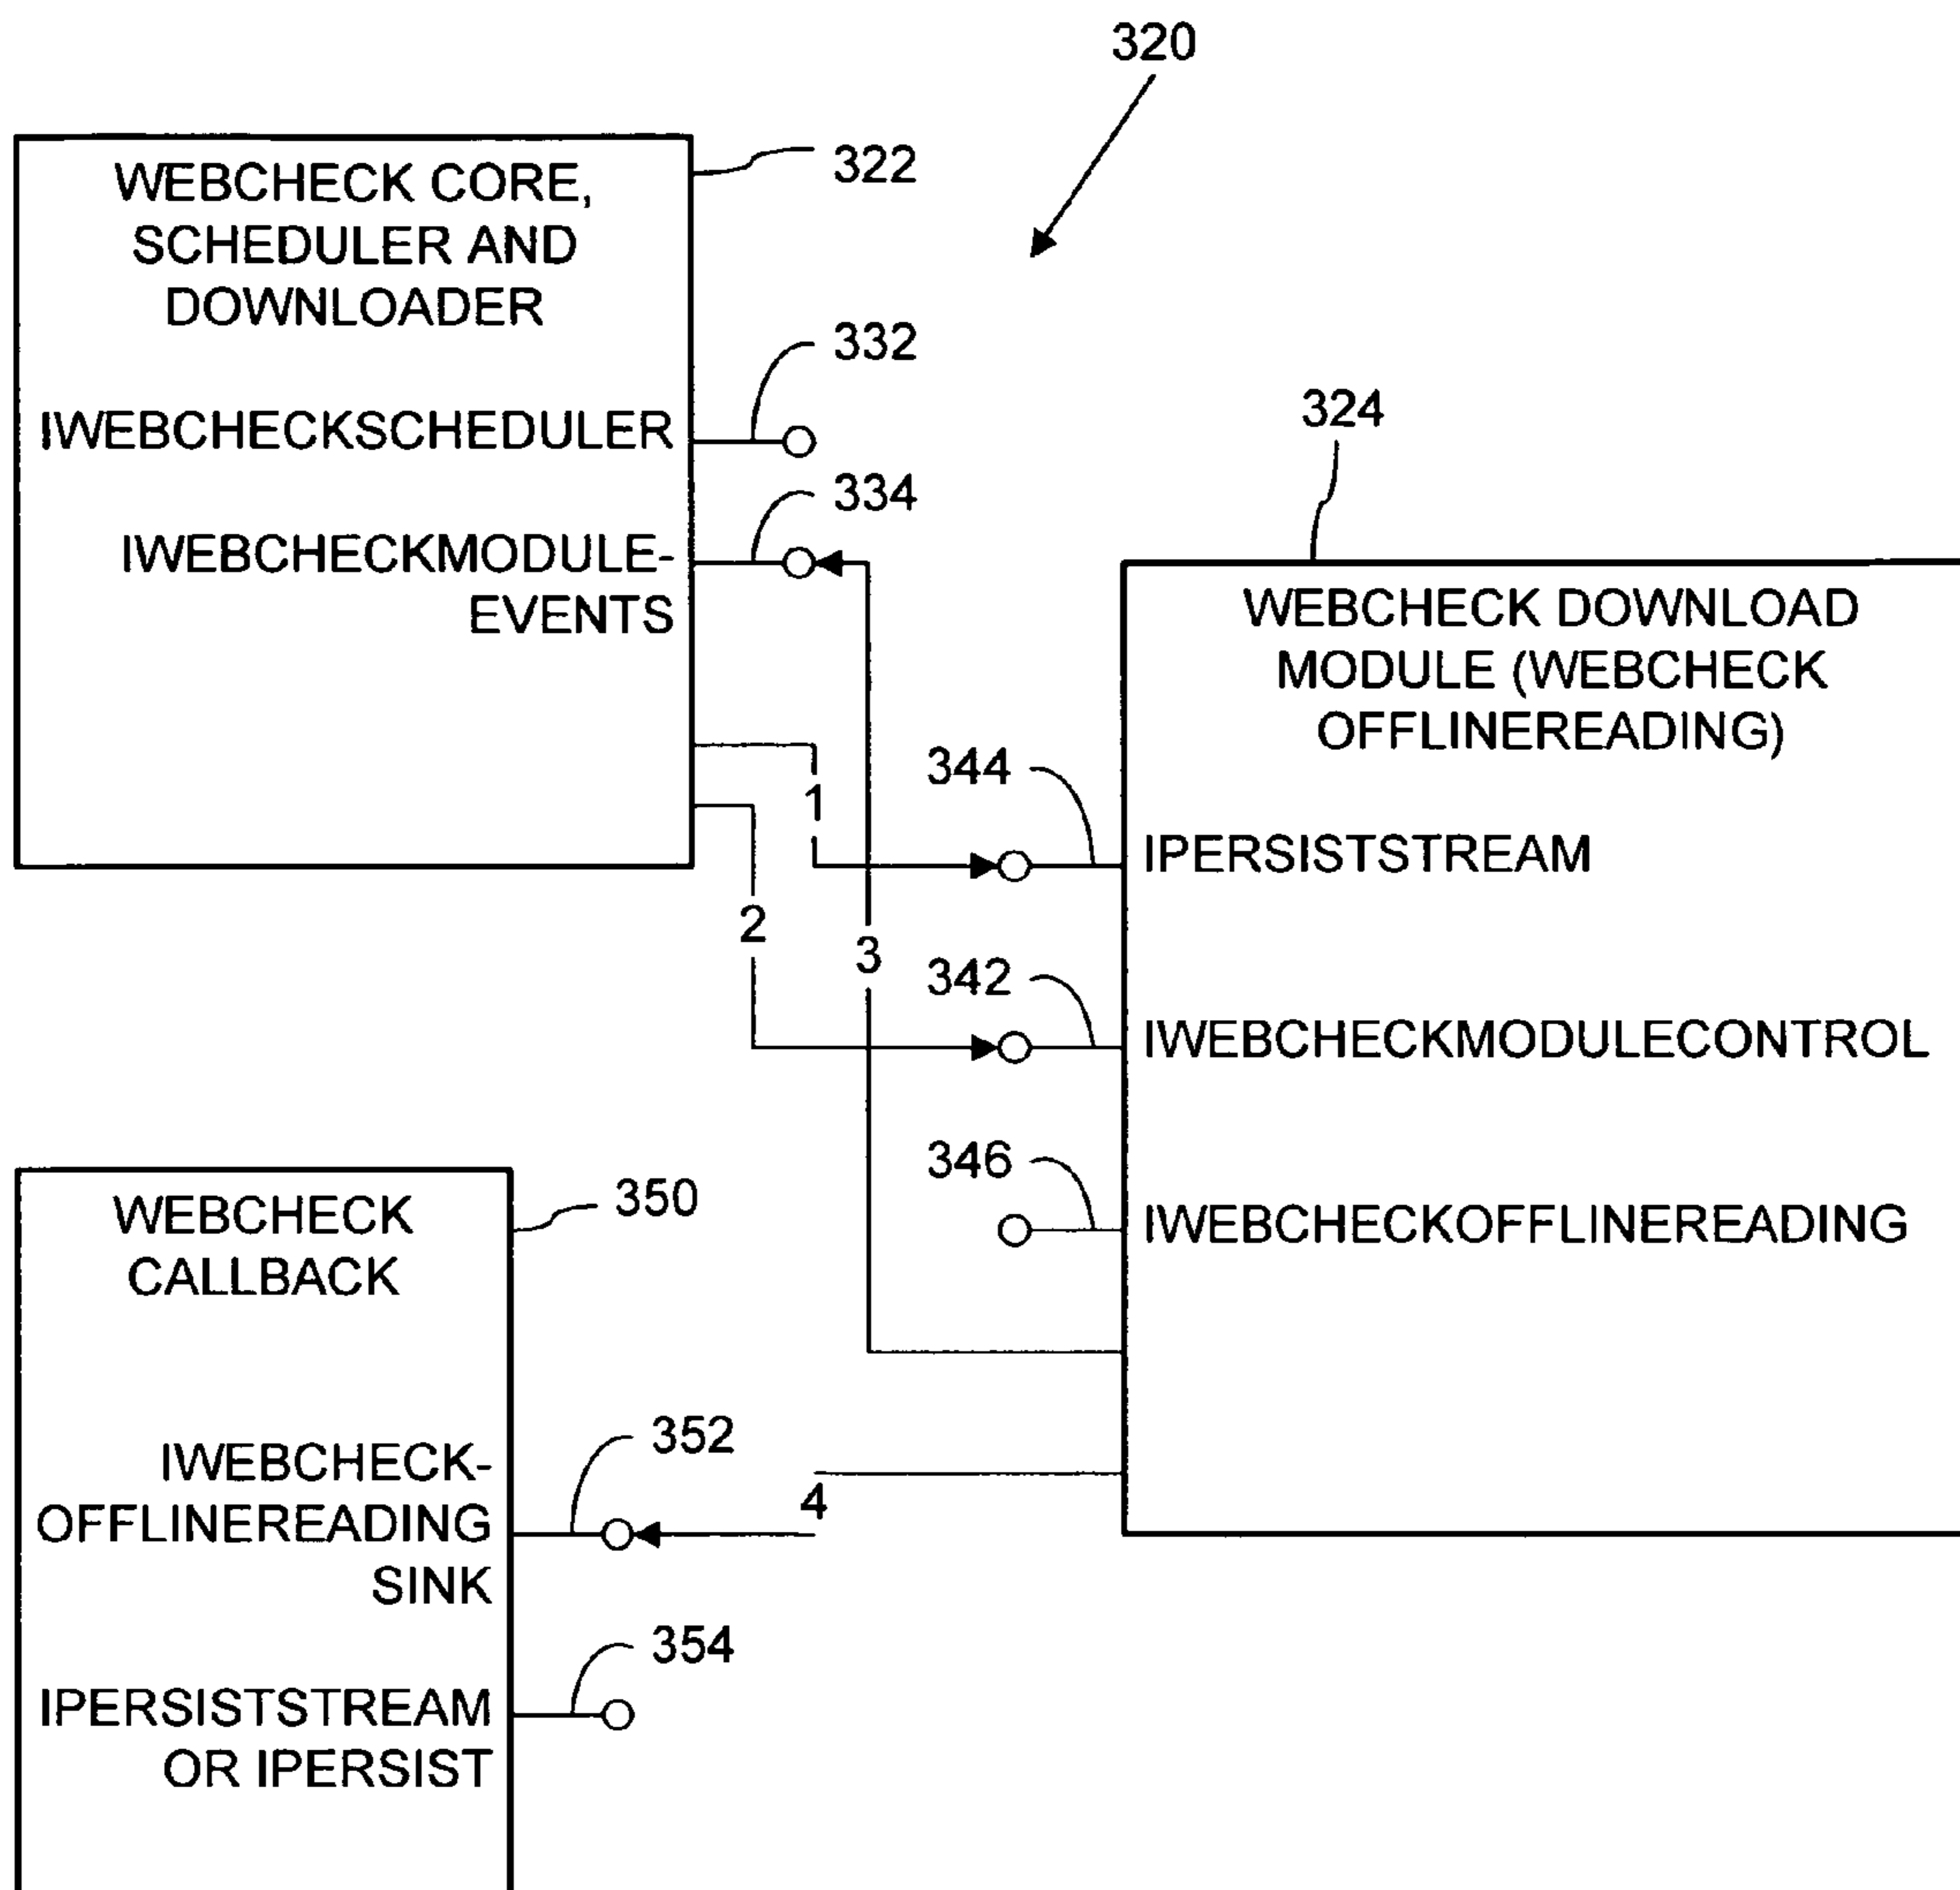 320
WEBCHECK CORE,
SCHEDULER AND
DOWNLOADER
322
332
IWEBCHECKSCHEDULER
334
IWEBCHECKMODULE-
EVENTS
324
WEBCHECK DOWNLOAD
MODULE (WEBCHECK
OFFLINEREADING)
1
344
IPERSISTSTREAM
2
3
342
IWEBCHECKMODULECONTROL
346
IWEBCHECKOFFLINEREADING
WEBCHECK
CALLBACK
350
352
IWEBCHECK-
OFFLINEREADING
SINK
4
354
IPERSISTSTREAM
OR IPERSIST